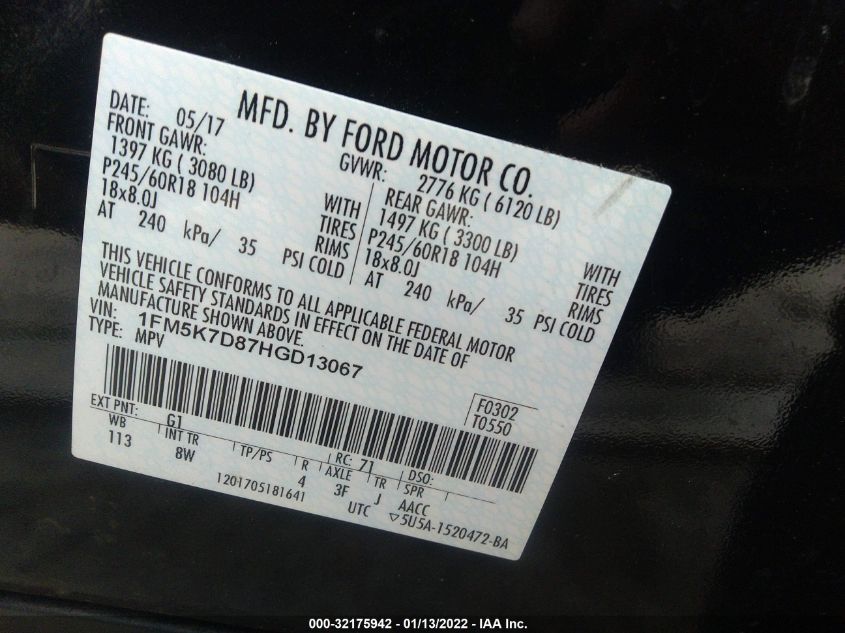 MFD. BY FORD MOTOR CO.
DATE: 05/17
GVWR: 2776 KG ( 6120 LB)
FRONT GAWR:
REAR GAWR:
1397 KG ( 3080 LB) WITH
1497 KG ( 3300 LB) WITH
P245/60R18 104H TIRES
P245/60R18 104H TIRES
18x8.0J RIMS
18x8.0J RIMS
AT 240 kPa/ 35 PSI COLD
AT 240 kPa/ 35 PSI COLD
THIS VEHICLE CONFORMS TO ALL APPLICABLE FEDERAL MOTOR
VEHICLE SAFETY STANDARDS IN EFFECT ON THE DATE OF
MANUFACTURE SHOWN ABOVE.
VIN: 1FM5K7D87HGD13067
TYPE: MPV
F0302
T0550
EXT PNT: G1 RC: 71 DSO:
WB INT TR TP/PS R AXLE TR SPR
113 8W 4 3F J AACC
1201705181641 UTC ▽5U5A-1520472-BA
000-32175942 — 01/13/2022 — IAA Inc.